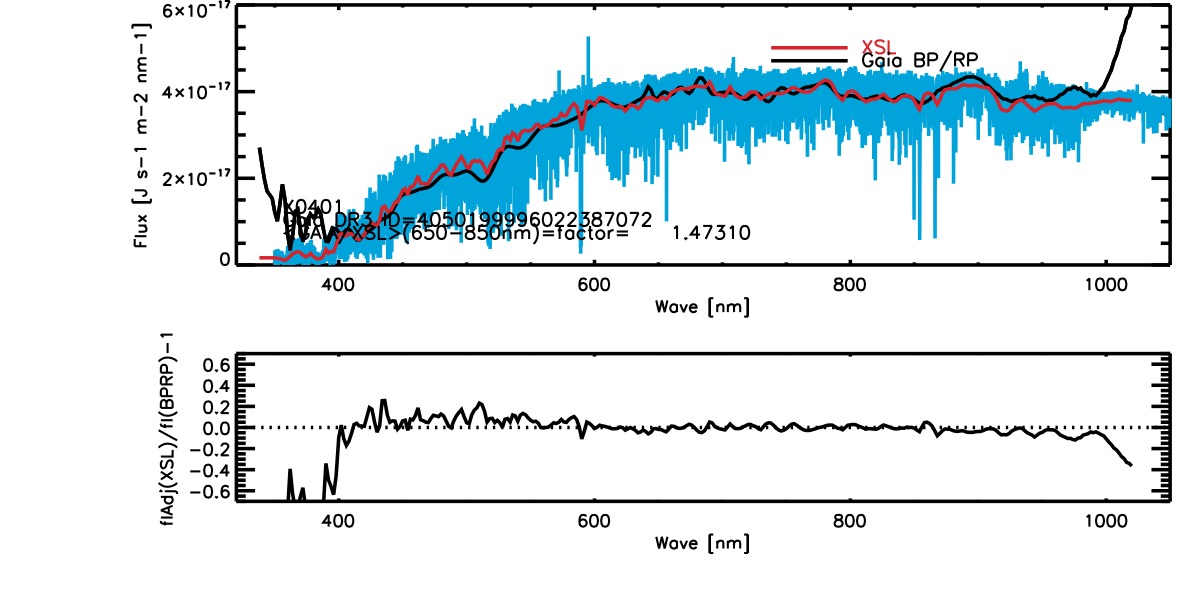 6×10⁻¹⁷
4×10⁻¹⁷
2×10⁻¹⁷
0
Flux [J s−1 m−2 nm−1]
XSL
Gaia BP/RP
X0401
Gaia DR3 ID=4050199996022387072
<XSL>(650−850nm)=factor= 1.47310
400 600 800 1000
Wave [nm]
0.6
0.4
0.2
0.0
−0.2
−0.4
−0.6
flAdj(XSL)/fl(BPRP)−1
400 600 800 1000
Wave [nm]